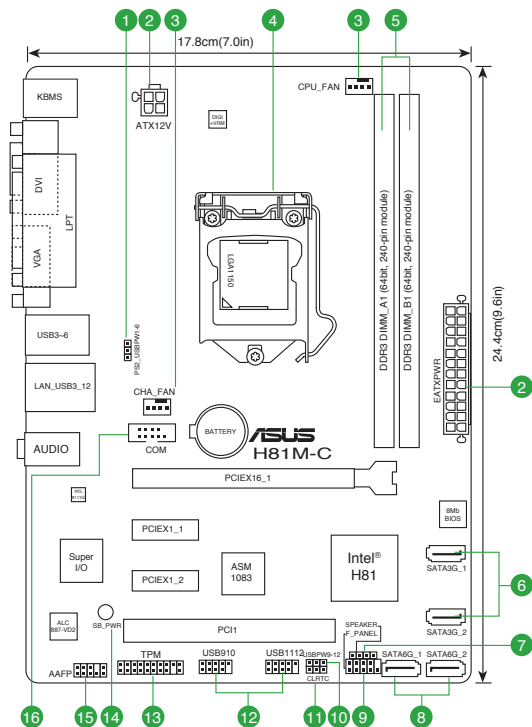 1
2
3
4
3
5
17.8cm(7.0in)
KBMS
ATX12V
DIGI
+VRM
CPU_FAN
DVI
LPT
VGA
LGA1150
DDR3 DIMM_A1 (64bit, 240-pin module)
DDR3 DIMM_B1 (64bit, 240-pin module)
24.4cm(9.6in)
USB3~6
PS2_USBPW1-6
EATXPWR
2
LAN_USB3_12
CHA_FAN
AUDIO
COM
BATTERY
ASUS
H81M-C
PCIEX16_1
RTL
8111G
8Mb
BIOS
PCIEX1_1
Super
I/O
ASM
1083
Intel®
H81
SATA3G_1
PCIEX1_2
6
ALC
887-VD2
SB_PWR
PCI1
SATA3G_2
SPEAKER
F_PANEL
7
AAFP
TPM
USB910
USB1112
USBPW9-12
CLRTC
SATA6G_1
SATA6G_2
16
15
14
13
12
11
10
9
8